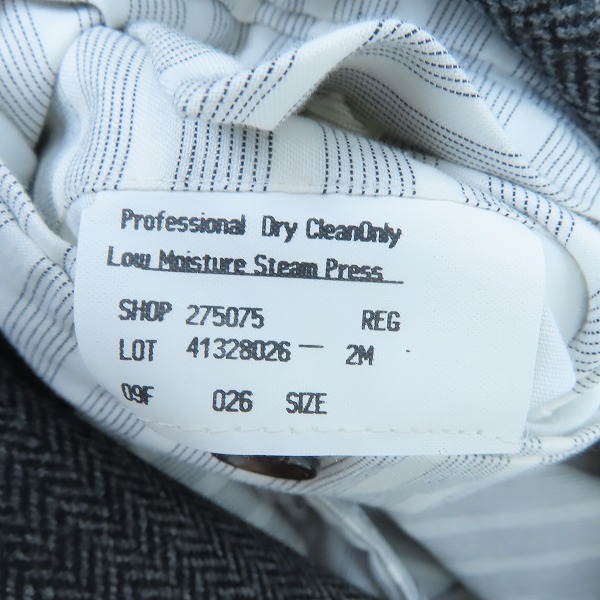 Professional Dry CleanOnly
Low Moisture Steam Press
SHOP 275075 REG
LOT 41328026 — 2M
09F 026 SIZE